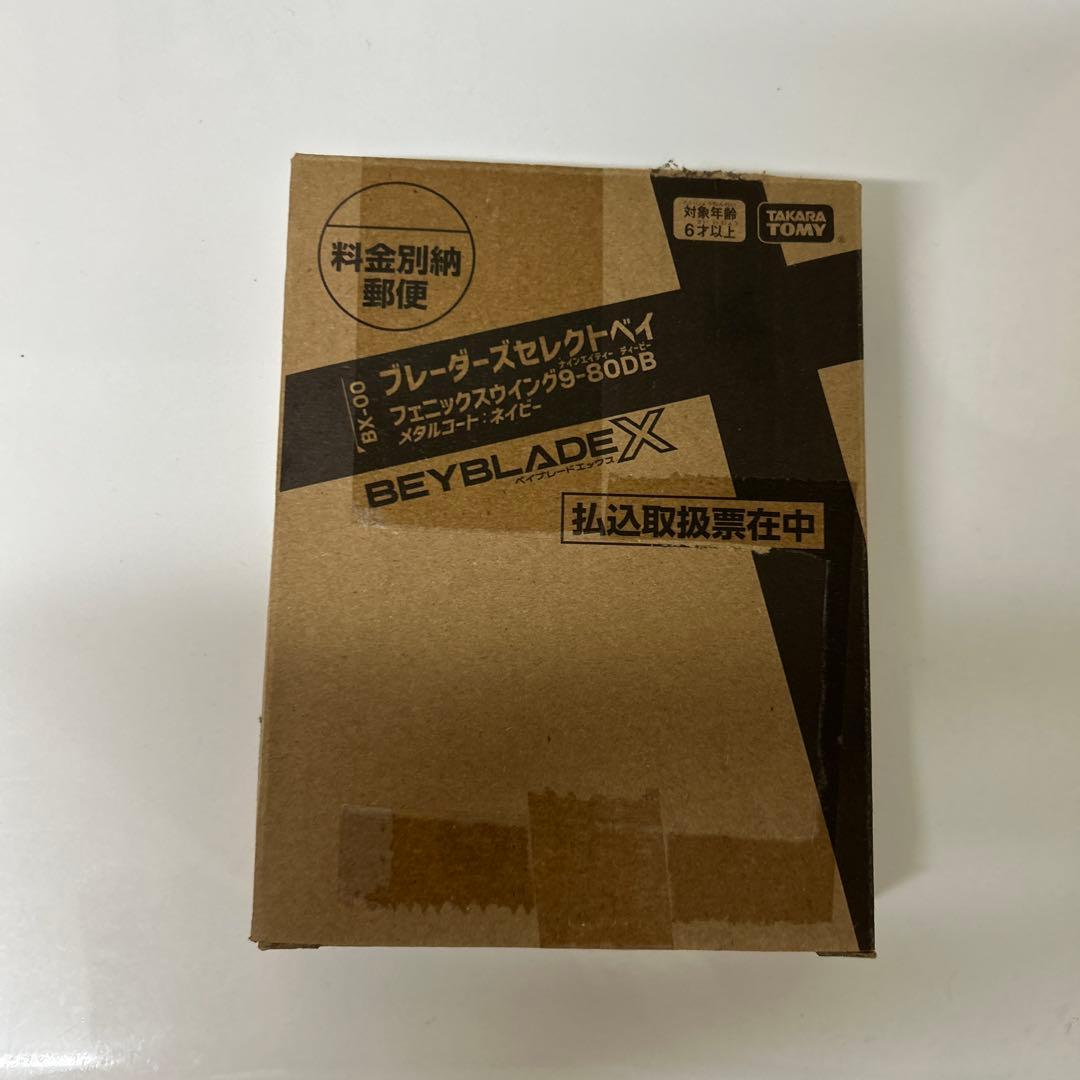 料金別納
郵便
対象年齢
6才以上
TAKARA
TOMY
BX-00
ブレーダーズセレクトベイ
ナインエイティー ディービー
フェニックスウイング9-80DB
メタルコート:ネイビー
BEYBLADE X
ベイブレードエックス
払込取扱票在中